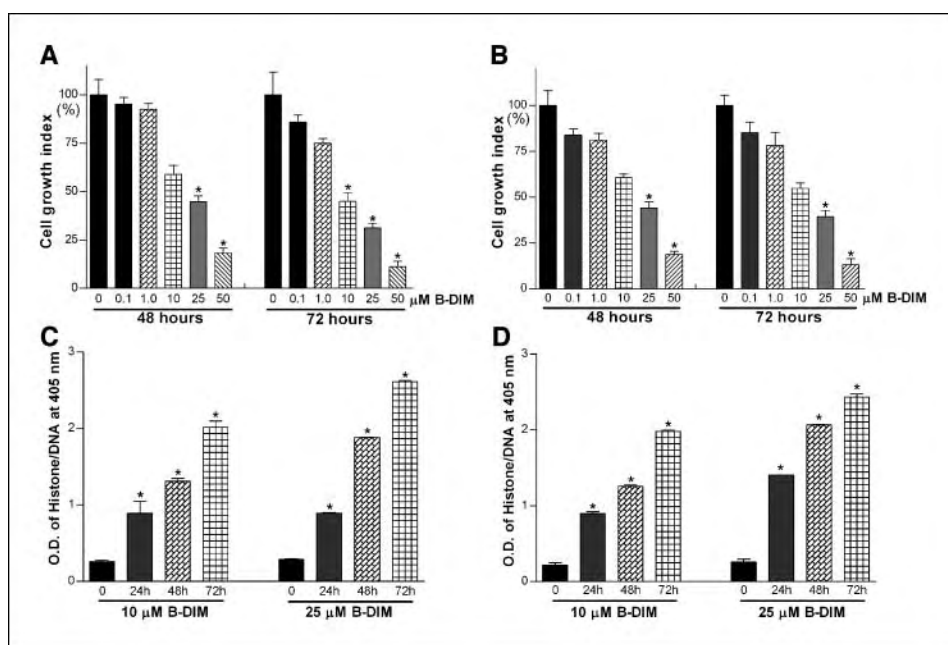 A
B
100
(%)
75
50
25
0
Cell growth index
* * * * *
0 0.1 1.0 10 25 50 0 0.1 1.0 10 25 50 μM B-DIM
48 hours 72 hours
100
(%)
75
50
25
0
Cell growth index
* * * *
0 0.1 1.0 10 25 50 0 0.1 1.0 10 25 50 μM B-DIM
48 hours 72 hours
C
D
3
2
1
0
O.D. of Histone/DNA at 405 nm
* * * * * *
0 24h 48h 72h 0 24h 48h 72h
10 μM B-DIM 25 μM B-DIM
3
2
1
0
O.D. of Histone/DNA at 405 nm
* * * * * *
0 24h 48h 72h 0 24h 48h 72h
10 μM B-DIM 25 μM B-DIM